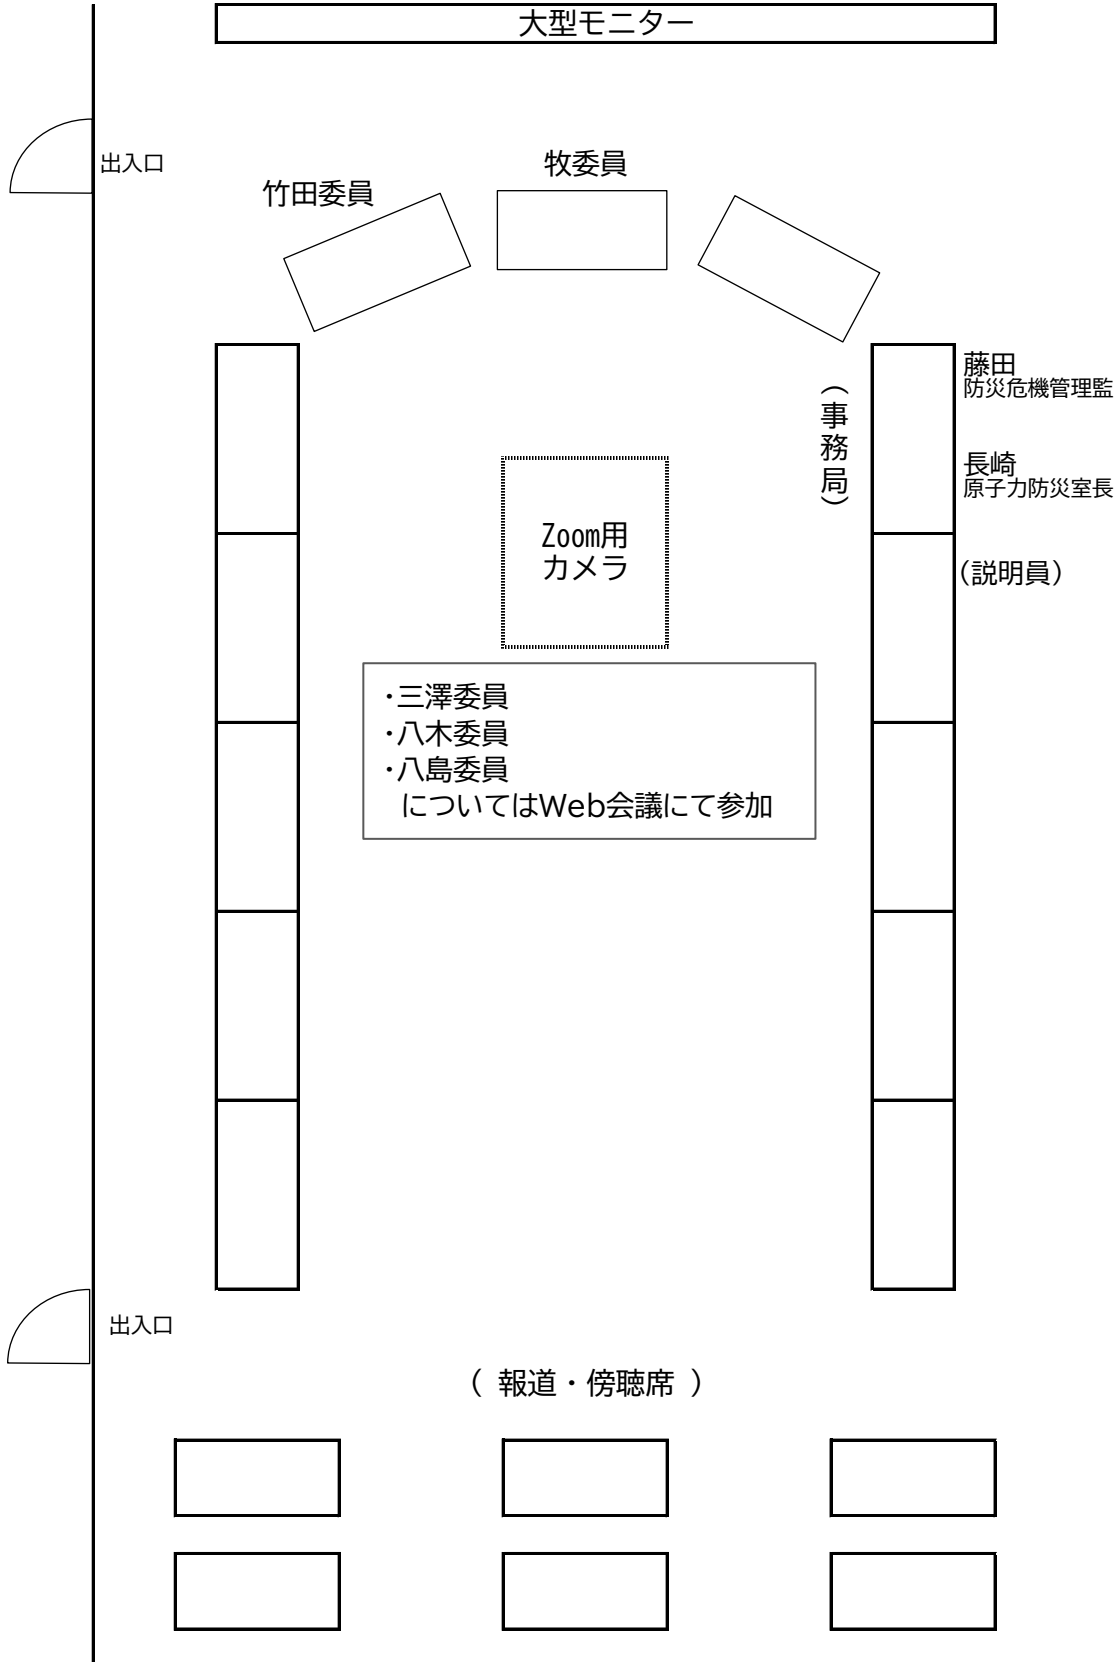 大型モニター
出入口
牧委員
竹田委員
藤田
防災危機管理監
（事務局）
長崎
原子力防災室長
Zoom用
カメラ
（説明員）
・三澤委員
・八木委員
・八島委員
についてはWeb会議にて参加
出入口
（ 報道・傍聴席 ）